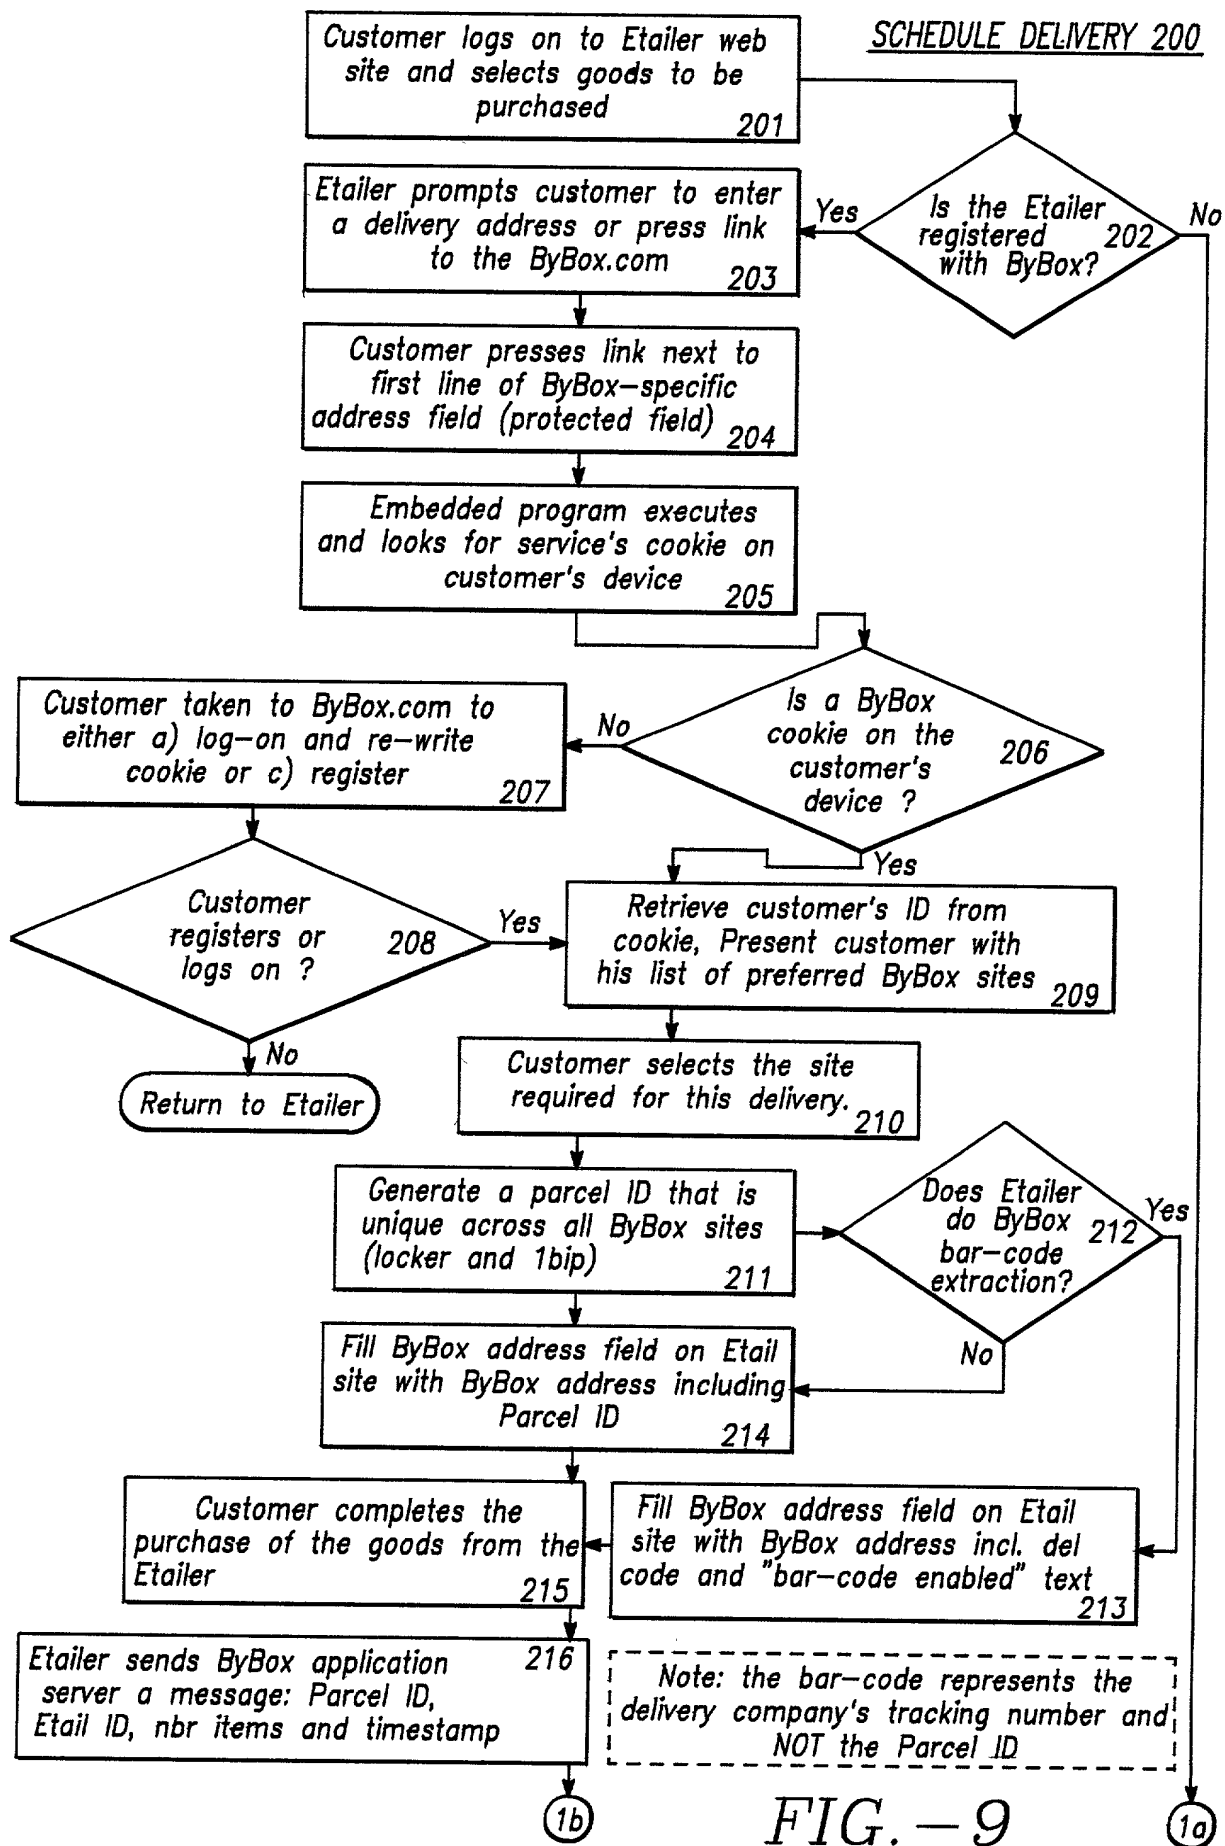 SCHEDULE DELIVERY 200
Customer logs on to Etailer web
site and selects goods to be
purchased
201
Is the Etailer
registered
with ByBox?
202
Yes
No
Etailer prompts customer to enter
a delivery address or press link
to the ByBox.com
203
Customer presses link next to
first line of ByBox-specific
address field (protected field)
204
Embedded program executes
and looks for service's cookie on
customer's device
205
Is a ByBox
cookie on the
customer's
device ?
206
No
Yes
Customer taken to ByBox.com to
either a) log-on and re-write
cookie or c) register
207
Customer
registers or
logs on ?
208
Yes
No
Return to Etailer
Retrieve customer's ID from
cookie, Present customer with
his list of preferred ByBox sites
209
Customer selects the site
required for this delivery.
210
Generate a parcel ID that is
unique across all ByBox sites
(locker and 1bip)
211
Does Etailer
do ByBox
bar-code
extraction?
212
Yes
No
Fill ByBox address field on Etail
site with ByBox address including
Parcel ID
214
Customer completes the
purchase of the goods from the
Etailer
215
Fill ByBox address field on Etail
site with ByBox address incl. del
code and "bar-code enabled" text
213
Etailer sends ByBox application
server a message: Parcel ID,
Etail ID, nbr items and timestamp
216
Note: the bar-code represents the
delivery company's tracking number and
NOT the Parcel ID
1b
FIG.-9
1a